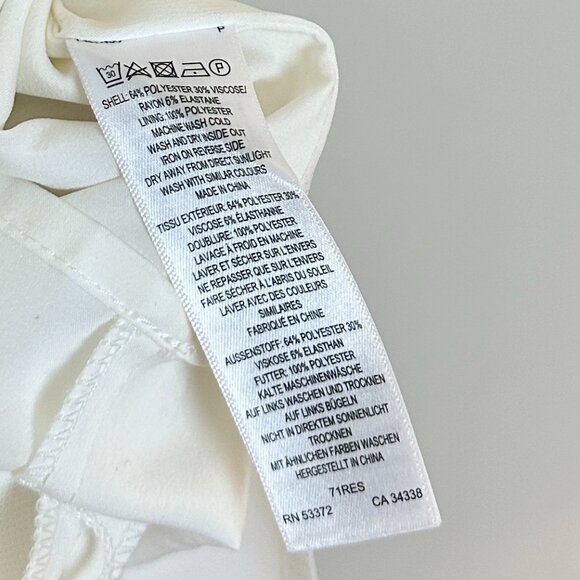 30 P
SHELL: 64% POLYESTER 30% VISCOSE/
RAYON 6% ELASTANE
LINING: 100% POLYESTER
MACHINE WASH COLD
WASH AND DRY INSIDE OUT
IRON ON REVERSE SIDE
DRY AWAY FROM DIRECT SUNLIGHT
WASH WITH SIMILAR COLOURS
MADE IN CHINA
TISSU EXTÉRIEUR: 64% POLYESTER 30%
VISCOSE 6% ÉLASTHANNE
DOUBLURE: 100% POLYESTER
LAVAGE À FROID EN MACHINE
LAVER ET SÉCHER SUR L'ENVERS
NE REPASSER QUE SUR L'ENVERS
FAIRE SÉCHER À L'ABRIS DU SOLEIL
LAVER AVEC DES COULEURS
SIMILAIRES
FABRIQUÉ EN CHINE
AUSSENSTOFF: 64% POLYESTER 30%
VISKOSE 6% ELASTHAN
FUTTER: 100% POLYESTER
KALTE MASCHINENWÄSCHE
AUF LINKS WASCHEN UND TROCKNEN
AUF LINKS BÜGELN
NICHT IN DIREKTEM SONNENLICHT
TROCKNEN
MIT ÄHNLICHEN FARBEN WASCHEN
HERGESTELLT IN CHINA
71RES
RN 53372 CA 34338